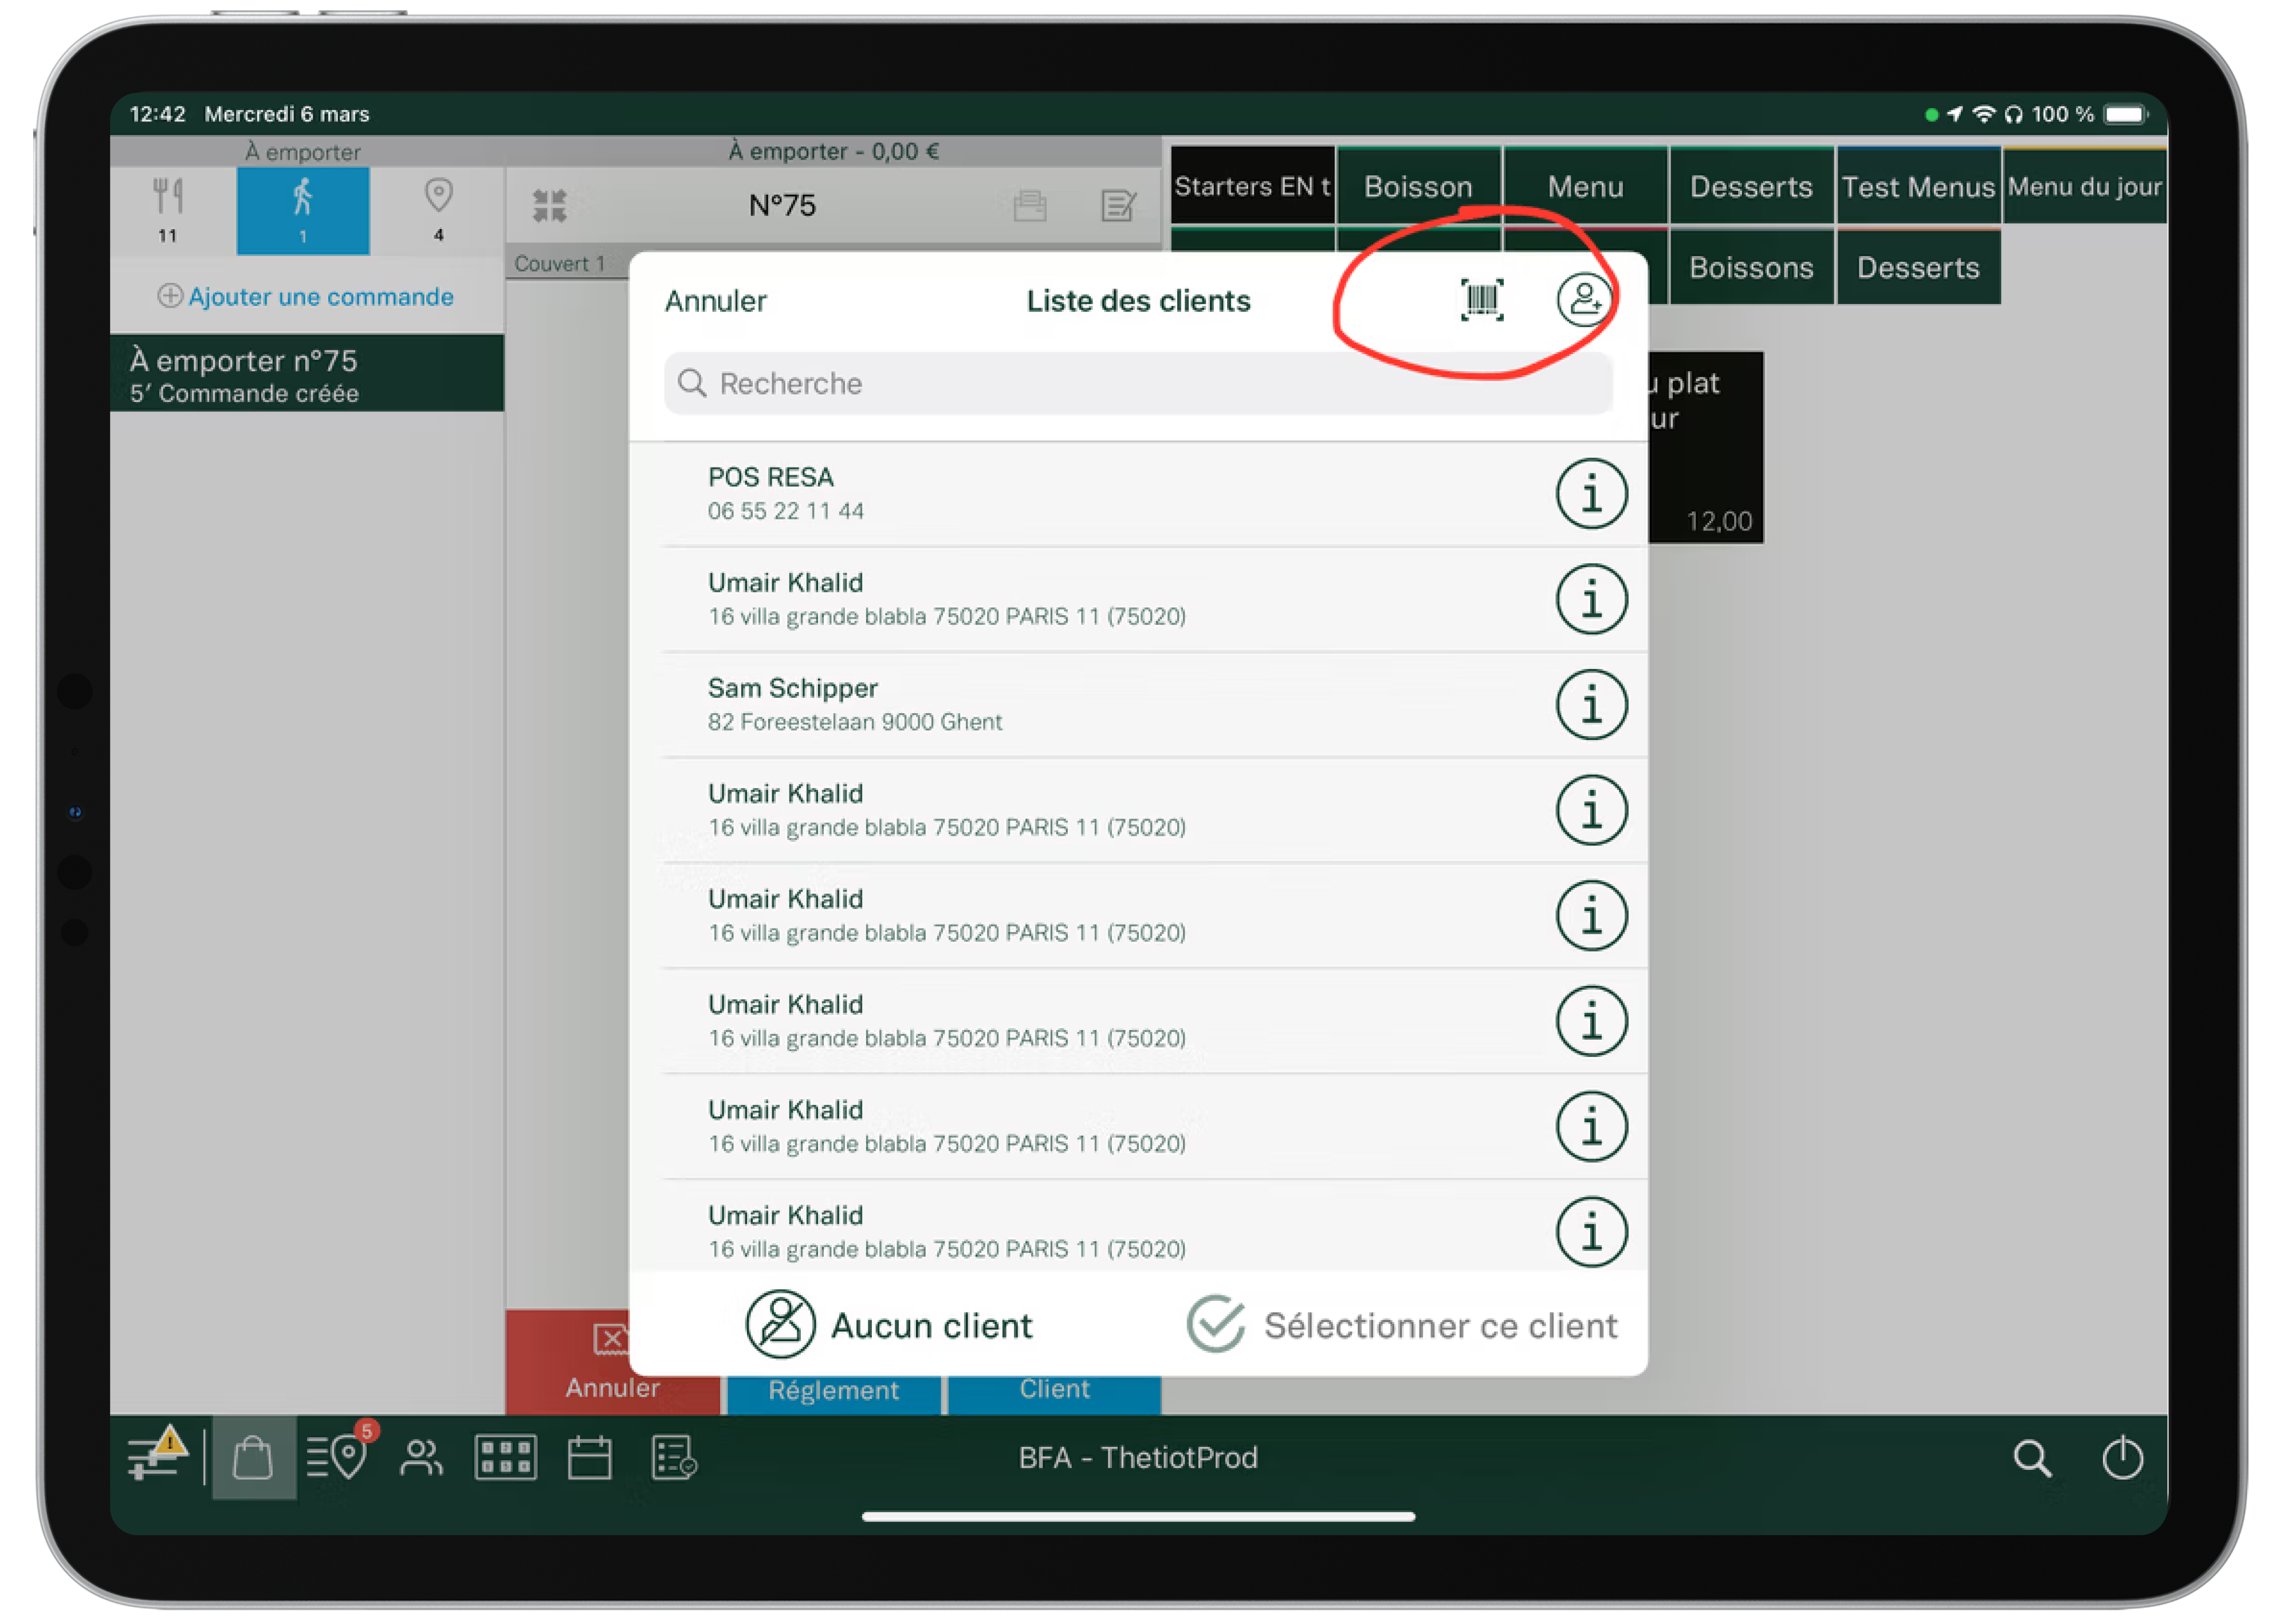 12:42 Mercredi 6 mars
100 %
À emporter
À emporter - 0,00 €
11
1
4
N°75
Starters EN t
Boisson
Menu
Desserts
Test Menus
Menu du jour
Boissons
Desserts
Couvert 1
Ajouter une commande
À emporter n°75
5′ Commande créée
Annuler
Liste des clients
Recherche
u plat
ur
12,00
POS RESA
06 55 22 11 44
Umair Khalid
16 villa grande blabla 75020 PARIS 11 (75020)
Sam Schipper
82 Foreestelaan 9000 Ghent
Umair Khalid
16 villa grande blabla 75020 PARIS 11 (75020)
Umair Khalid
16 villa grande blabla 75020 PARIS 11 (75020)
Umair Khalid
16 villa grande blabla 75020 PARIS 11 (75020)
Umair Khalid
16 villa grande blabla 75020 PARIS 11 (75020)
Umair Khalid
16 villa grande blabla 75020 PARIS 11 (75020)
Aucun client
Sélectionner ce client
Annuler
Réglement
Client
5
BFA - ThetiotProd